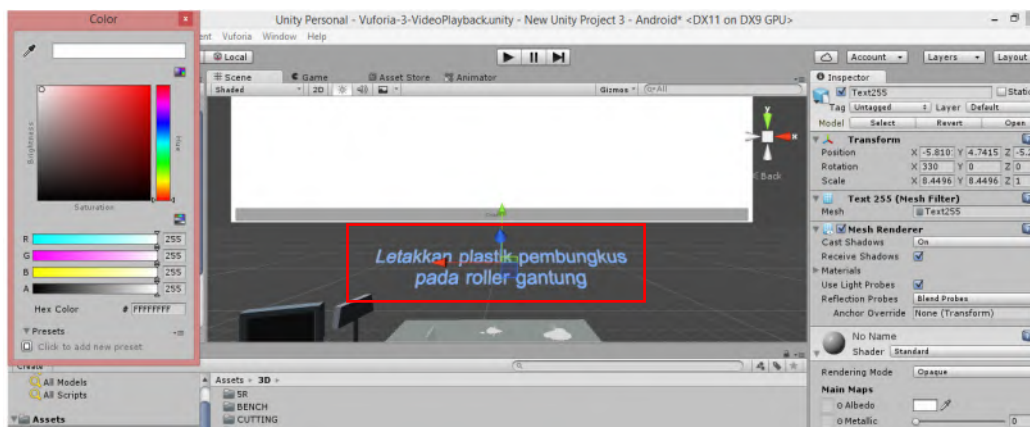 Color
Unity Personal - Vuforia-3-VideoPlayback.unity - New Unity Project 3 - Android* <DX11 on DX9 GPU>
Vuforia Window Help
Local
Account
Layers
Layout
Scene
Game
Asset Store
Animator
Inspector
Shaded
2D
Gizmos
All
Text255
Tag Untagged Layer Default
Model Select Revert Open
Transform
Position X -5.810 Y 4.7415 Z
Rotation X 330 Y 0 Z 0
Scale X 8.4496 Y 8.4496 Z 1
Text 255 (Mesh Filter)
Mesh Text255
Mesh Renderer
Cast Shadows On
Receive Shadows
Materials
Use Light Probes
Reflection Probes Blend Probes
Anchor Override None (Transform)
No Name
Shader Standard
Rendering Mode Opaque
Main Maps
Albedo
Metallic 0
y
x
Back
Letakkan plastik pembungkus
pada roller gantung
Brightness
Hue
Saturation
R 255
G 255
B 255
A 255
Hex Color # FFFFFFFF
Presets
Click to add new preset
Create
All Models
All Scripts
Assets
Assets 3D
5R
BENCH
CUTTING